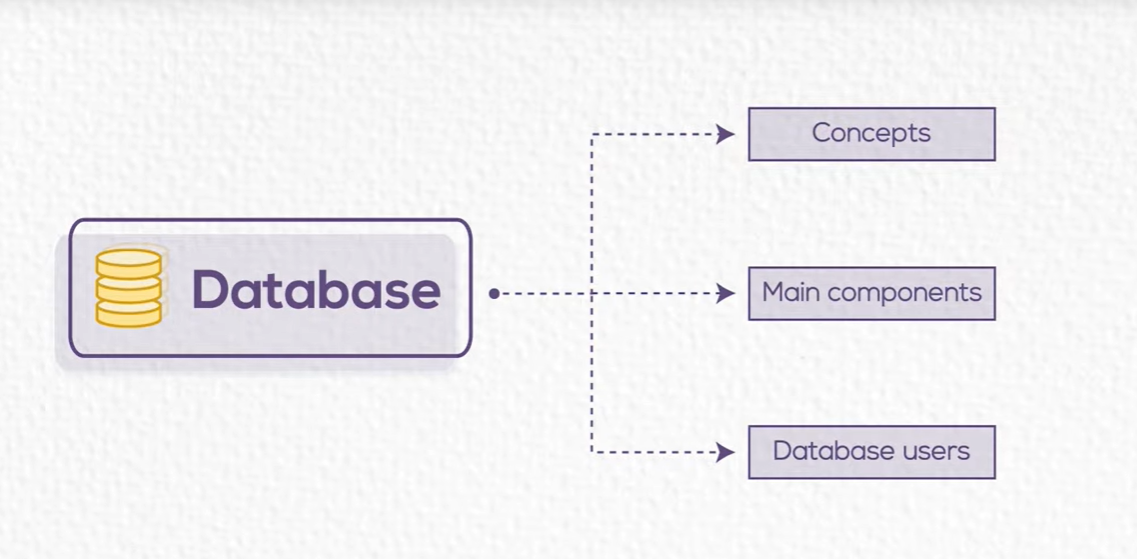 Database
Concepts
Main components
Database users